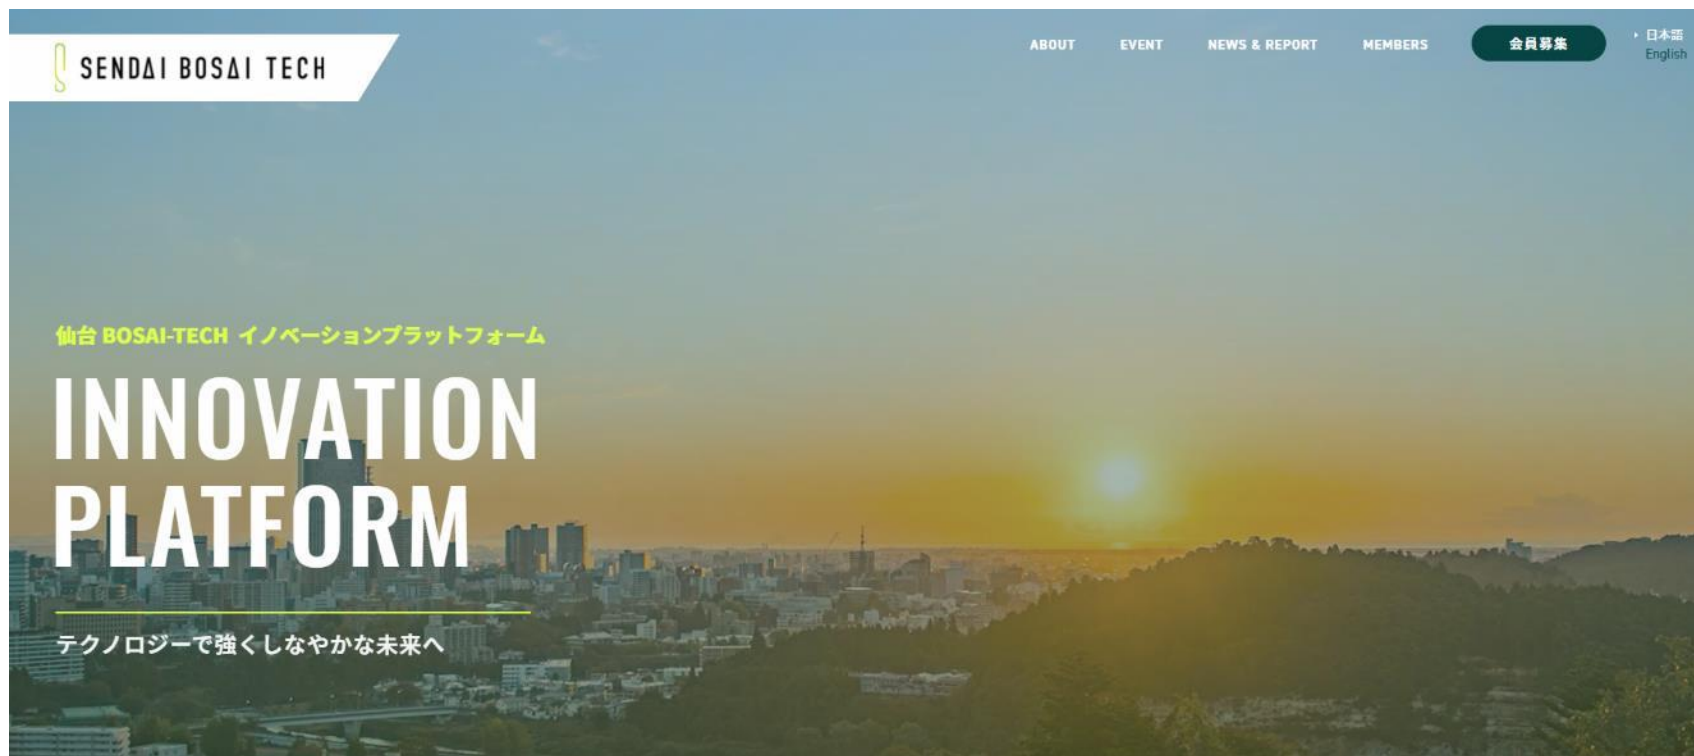 SENDAI BOSAI TECH
ABOUT
EVENT
NEWS & REPORT
MEMBERS
会員募集
日本語
English
仙台 BOSAI-TECH イノベーションプラットフォーム
INNOVATION
PLATFORM
テクノロジーで強くしなやかな未来へ